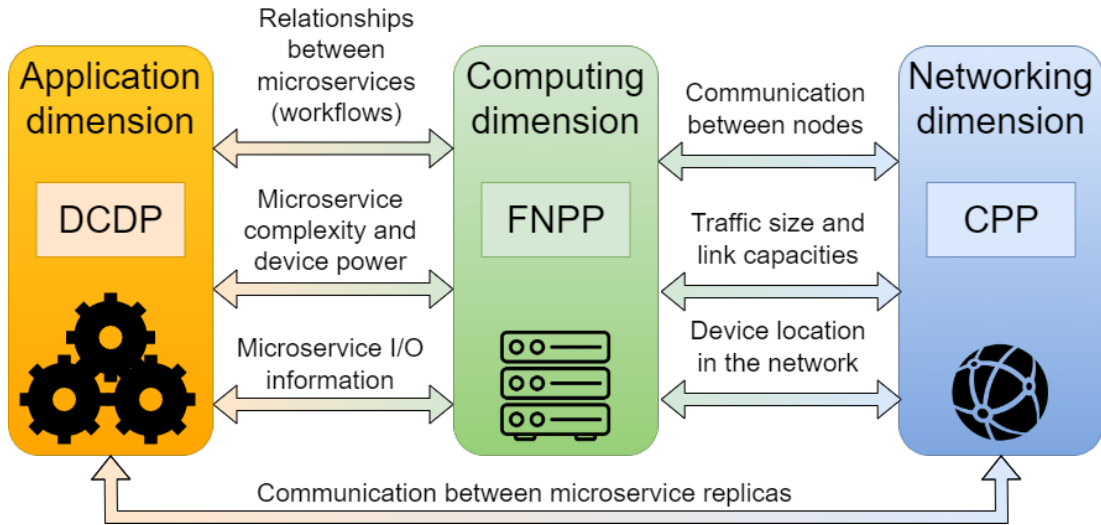 Application
dimension
DCDP
Relationships
between
microservices
(workflows)
Microservice
complexity and
device power
Microservice I/O
information
Computing
dimension
FNPP
Communication
between nodes
Traffic size and
link capacities
Device location
in the network
Networking
dimension
CPP
Communication between microservice replicas